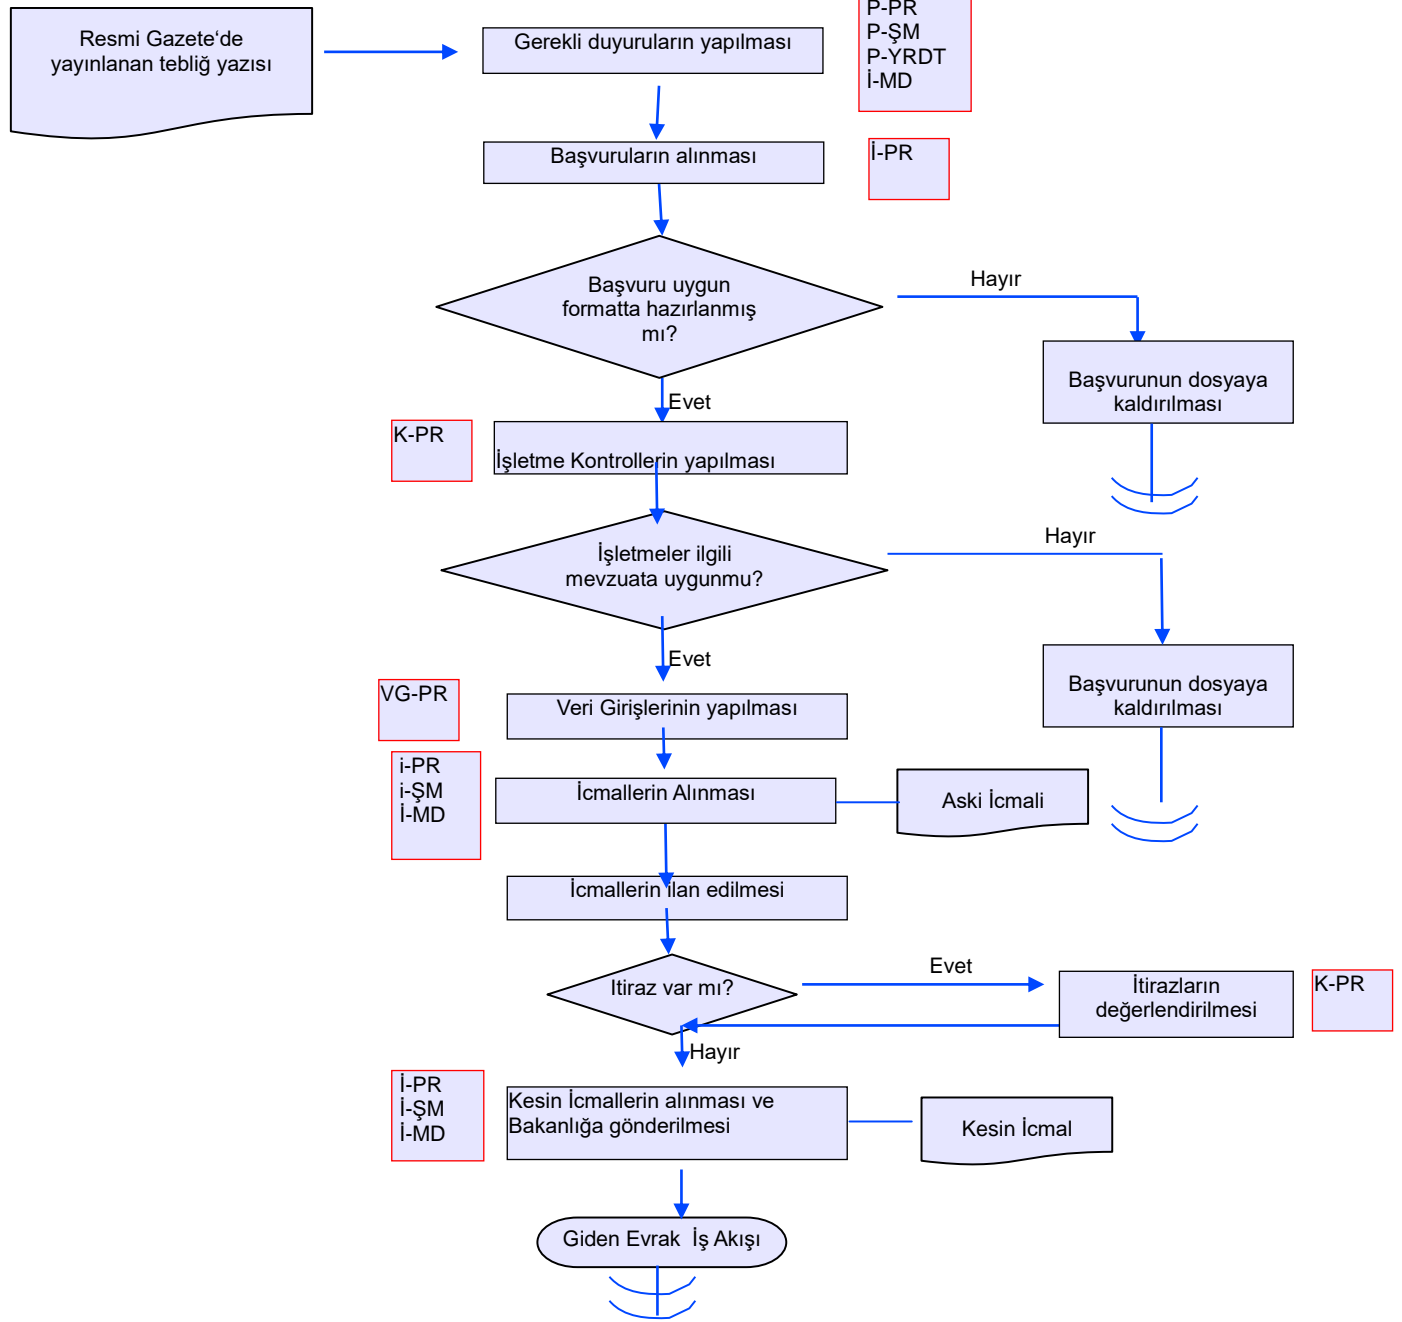 P-PR
Resmi Gazete‘de
yayınlanan tebliğ yazısı
Gerekli duyuruların yapılması
P-ŞM
P-YRDT
İ-MD
Başvuruların alınması
İ-PR
Başvuru uygun
formatta hazırlanmış
mı?
Hayır
Başvurunun dosyaya
kaldırılması
Evet
K-PR
İşletme Kontrollerin yapılması
İşletmeler ilgili
mevzuata uygunmu?
Hayır
Başvurunun dosyaya
kaldırılması
Evet
VG-PR
Veri Girişlerinin yapılması
i-PR
i-ŞM
İ-MD
İcmallerin Alınması
Aski İcmali
İcmallerin ilan edilmesi
Itiraz var mı?
Evet
İtirazların
değerlendirilmesi
K-PR
Hayır
İ-PR
İ-ŞM
İ-MD
Kesin İcmallerin alınması ve
Bakanlığa gönderilmesi
Kesin İcmal
Giden Evrak  İş Akışı